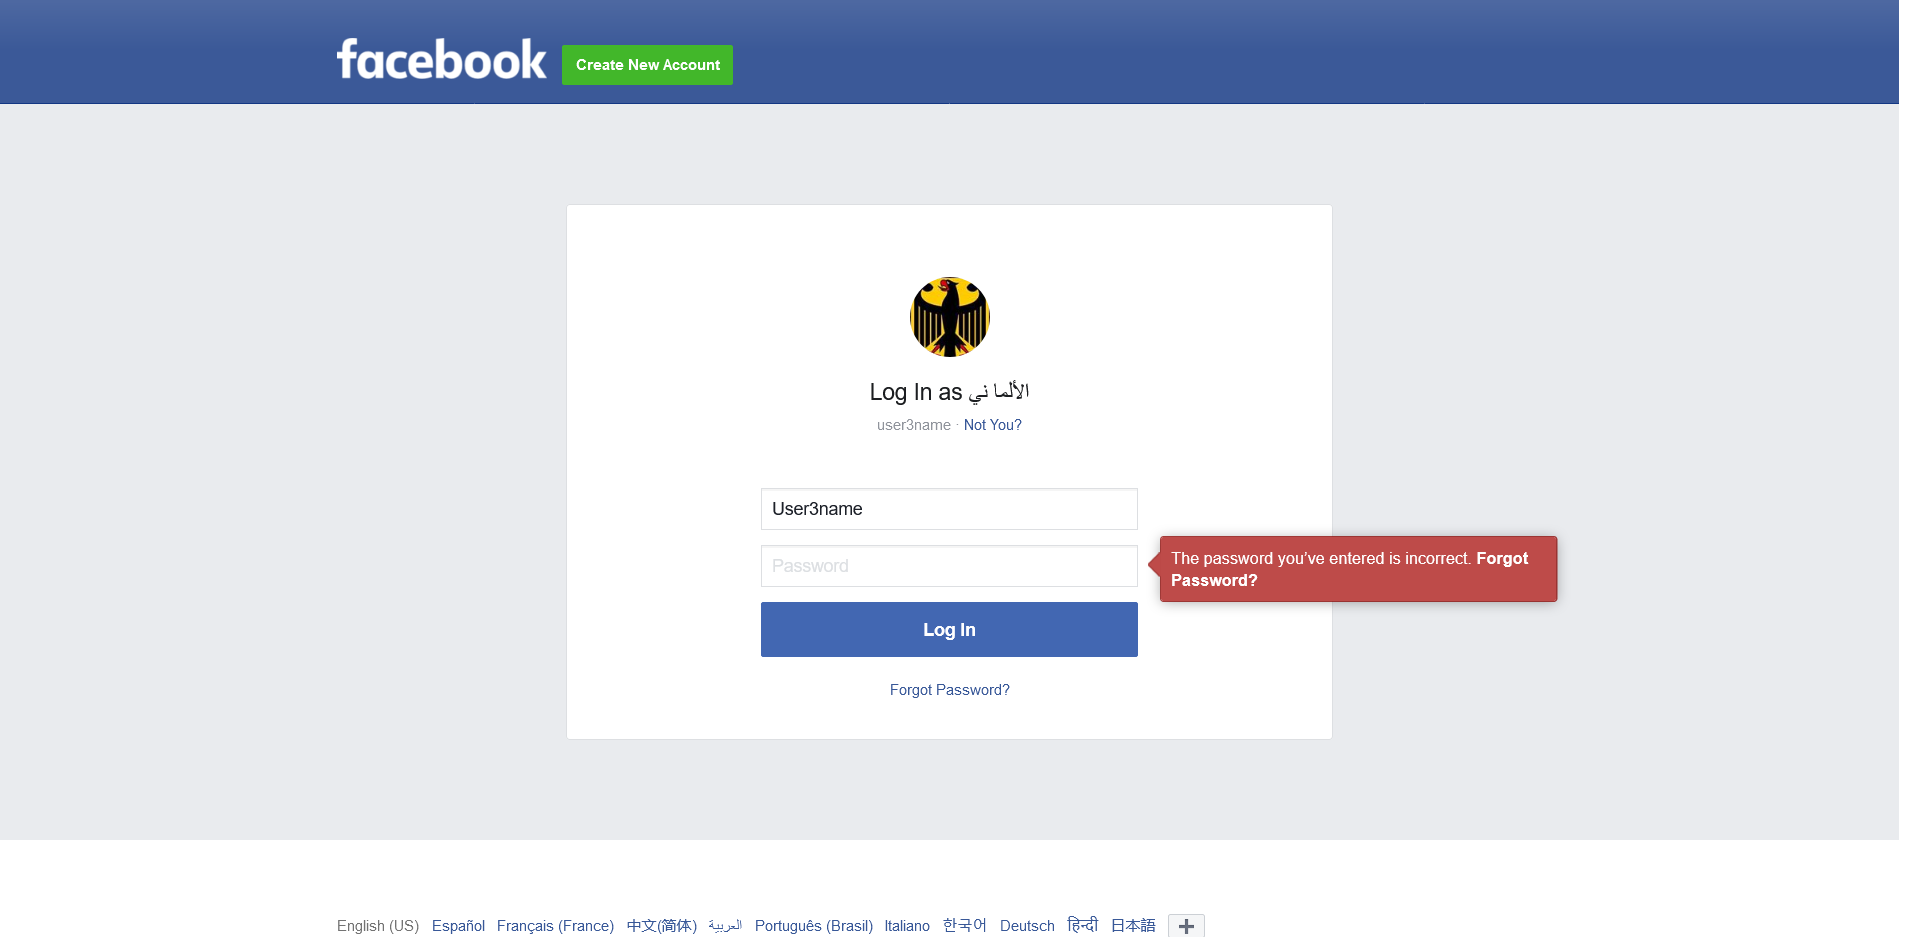 facebook Create New Account
Log In as الألما ني
user3name · Not You?
User3name
Password
The password you've entered is incorrect. Forgot
Password?
Log In
Forgot Password?
English (US) Español Français (France) 中文(简体) العربية Português (Brasil) Italiano 한국어 Deutsch हिन्दी 日本語